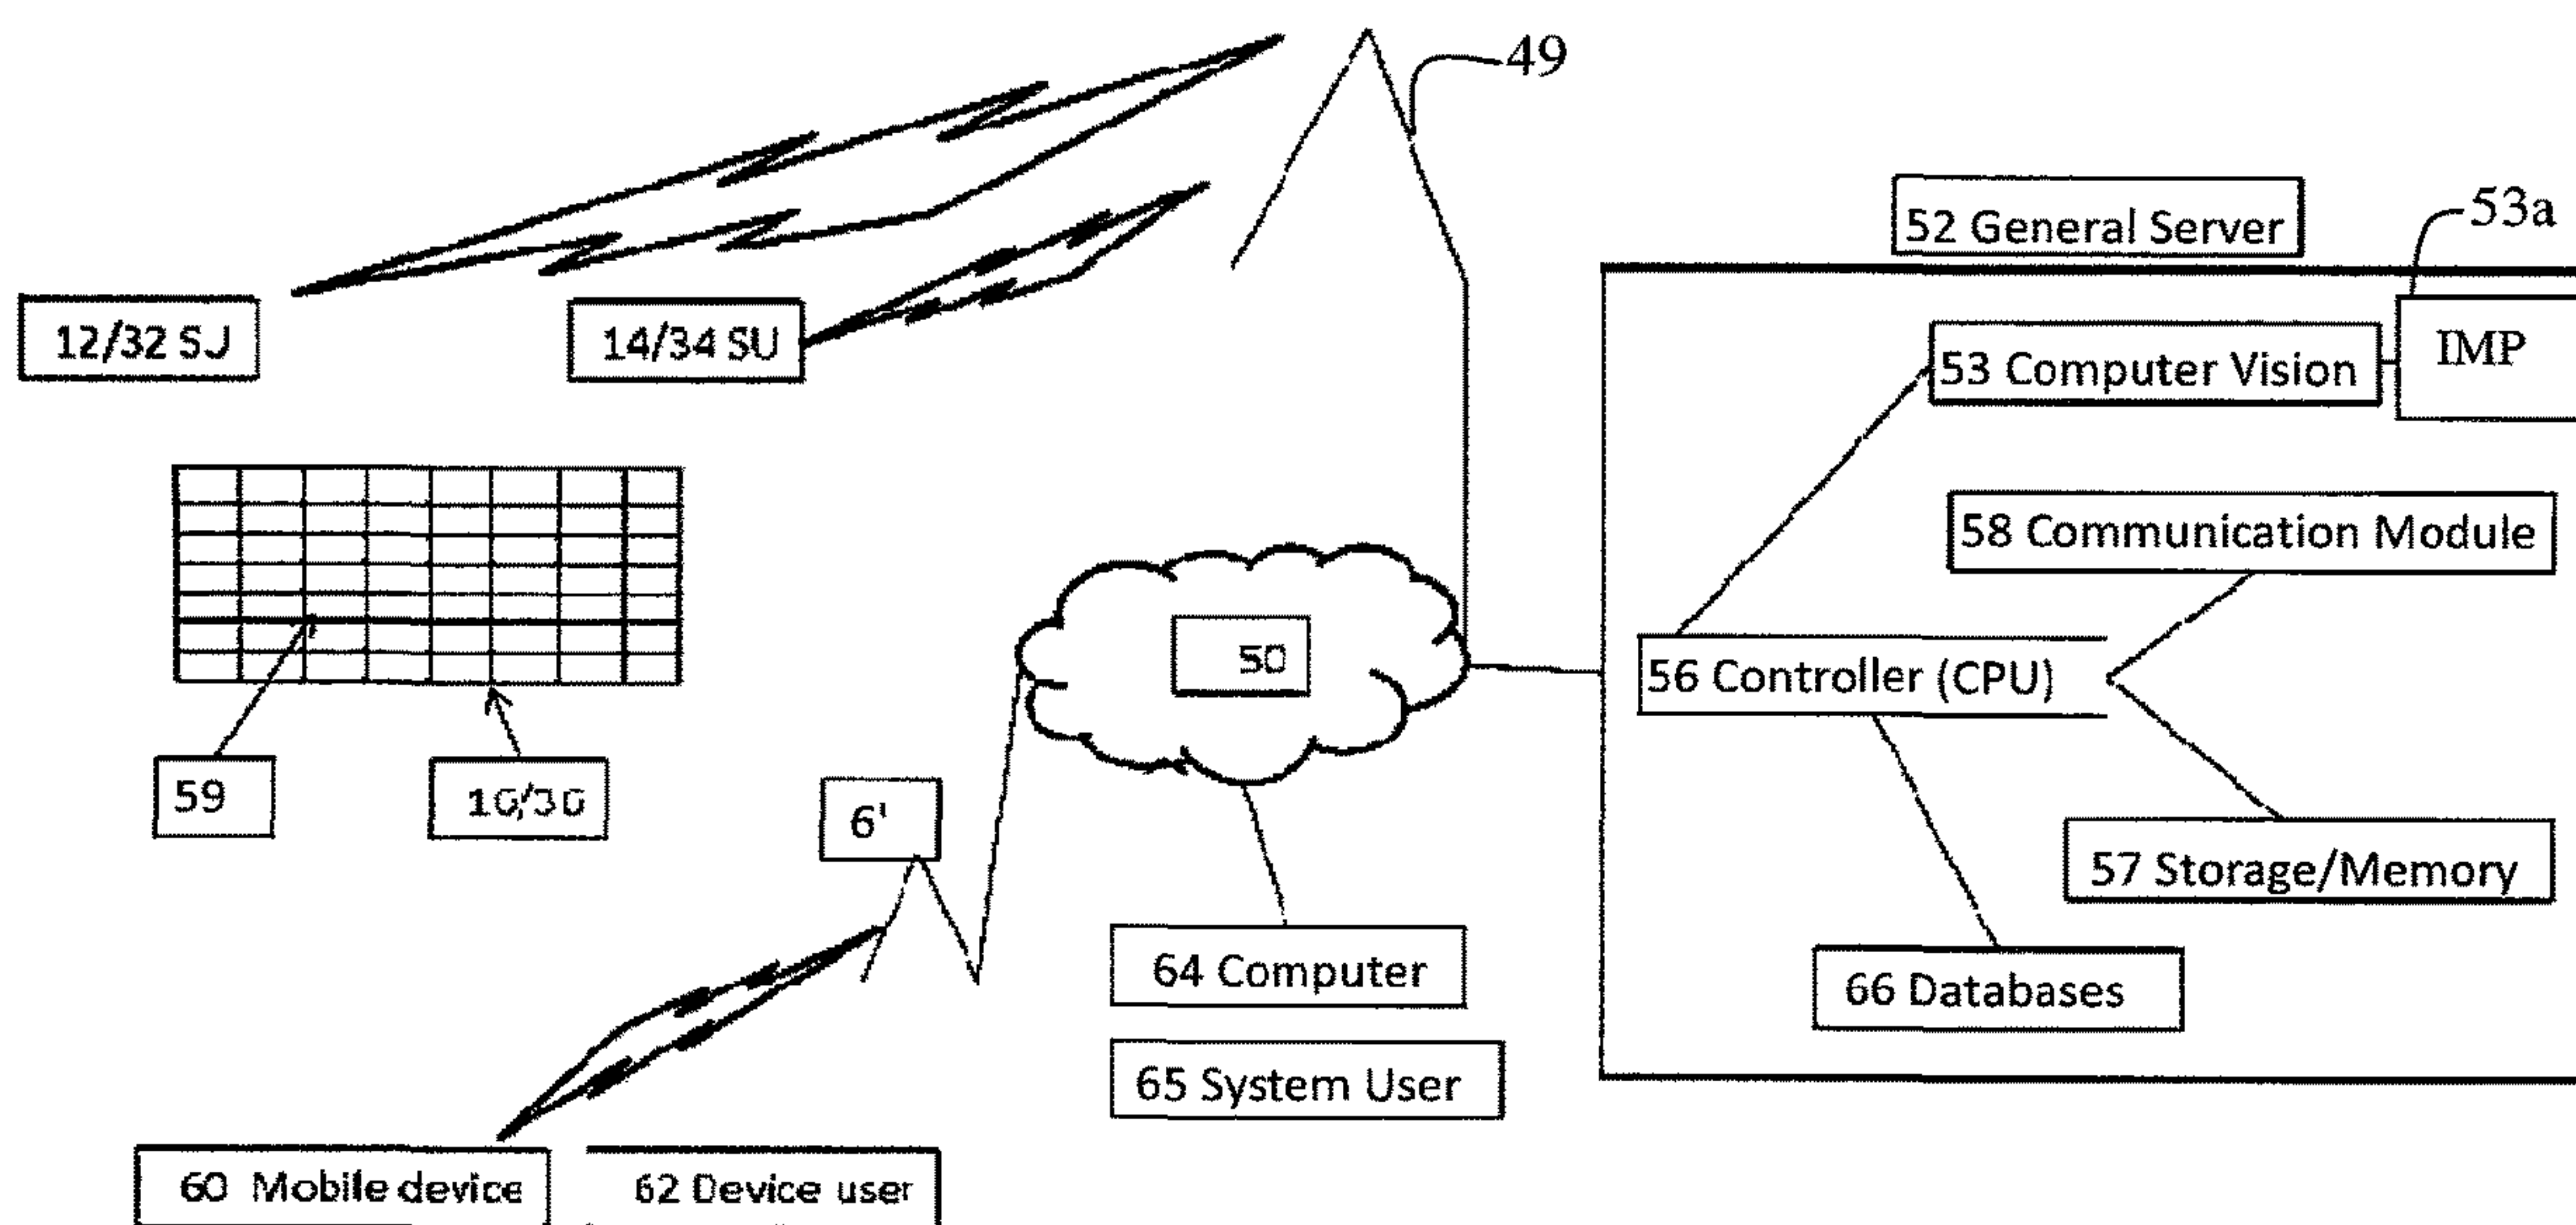 49
52 General Server
53a
12/32 SJ
14/34 SU
53 Computer Vision
IMP
58 Communication Module
50
56 Controller (CPU)
59
6'
57 Storage/Memory
64 Computer
66 Databases
65 System User
60 Mobile device
62 Device user